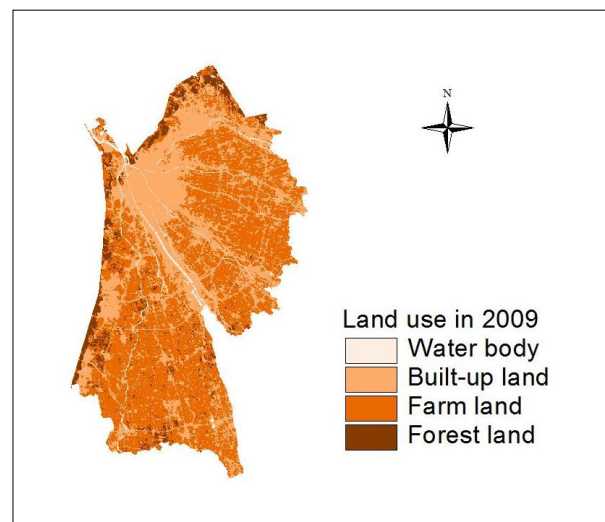 N
Land use in 2009
Water body
Built-up land
Farm land
Forest land